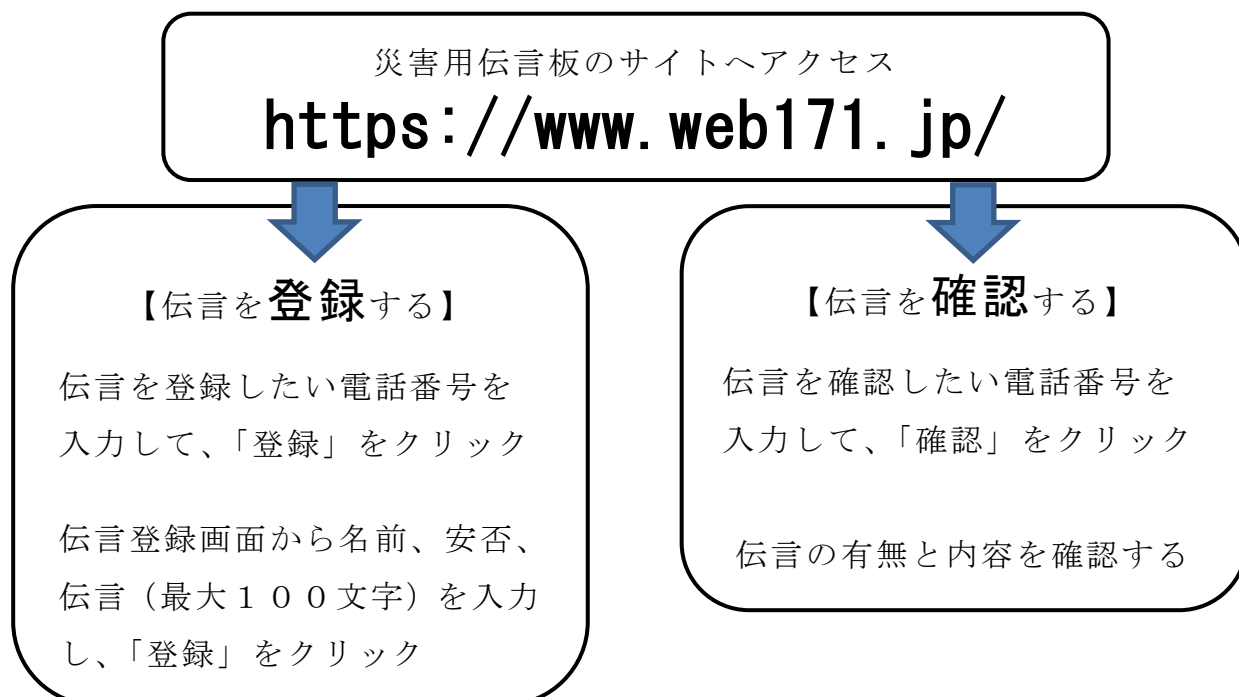 災害用伝言板のサイトへアクセス
https://www.web171.jp/
【伝言を登録する】
伝言を登録したい電話番号を
入力して、「登録」をクリック
伝言登録画面から名前、安否、
伝言（最大１００文字）を入力
し、「登録」をクリック
【伝言を確認する】
伝言を確認したい電話番号を
入力して、「確認」をクリック
伝言の有無と内容を確認する